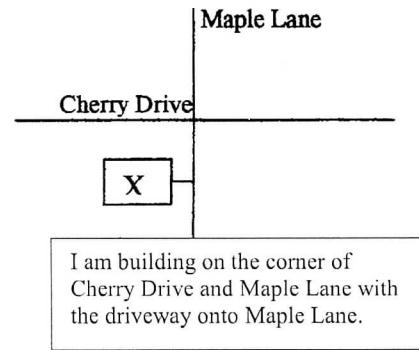 Maple Lane
Cherry Drive
X
I am building on the corner of
Cherry Drive and Maple Lane with
the driveway onto Maple Lane.